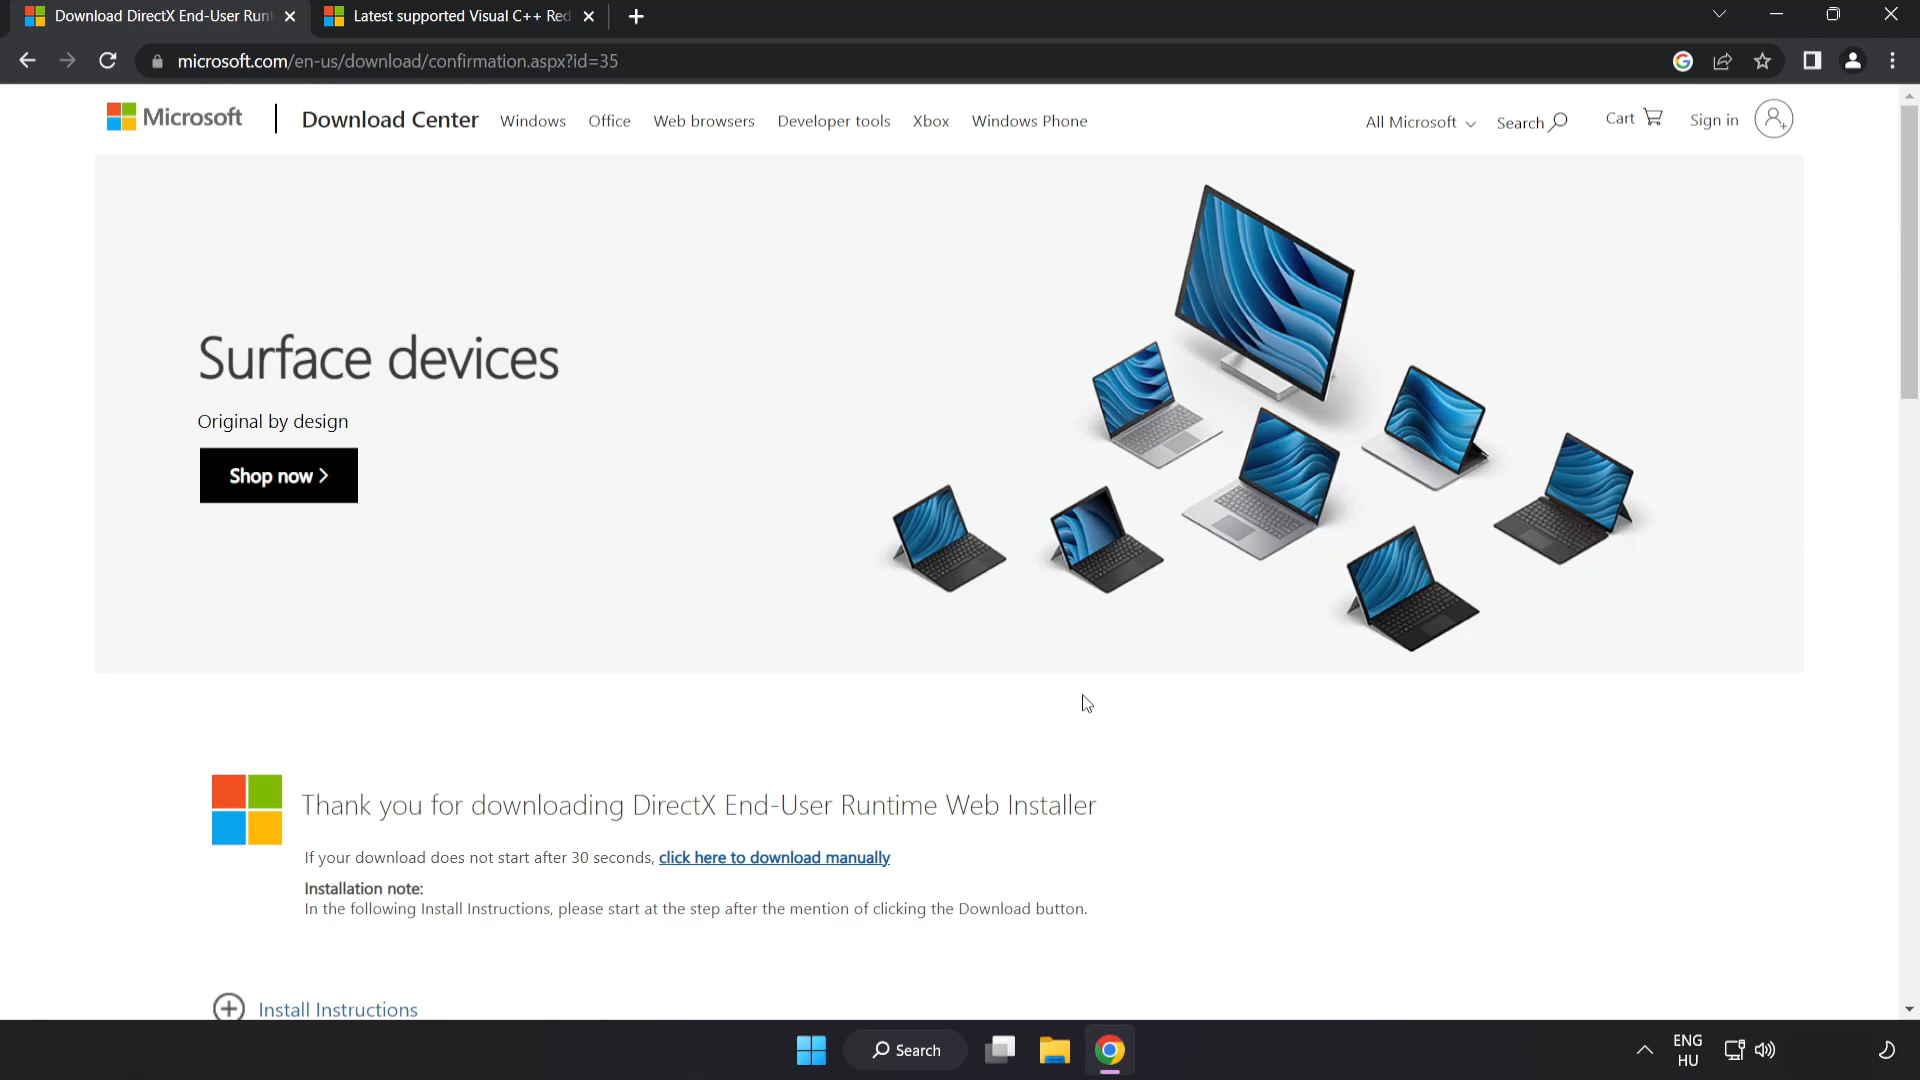 Download DirectX End-User Runt
Latest supported Visual C++ Red
microsoft.com/en-us/download/confirmation.aspx?id=35
Microsoft
Download Center
Windows
Office
Web browsers
Developer tools
Xbox
Windows Phone
All Microsoft
Search
Cart
Sign in
Surface devices
Original by design
Shop now >
Thank you for downloading DirectX End-User Runtime Web Installer
If your download does not start after 30 seconds, click here to download manually
Installation note:
In the following Install Instructions, please start at the step after the mention of clicking the Download button.
Install Instructions
Search
ENG
HU